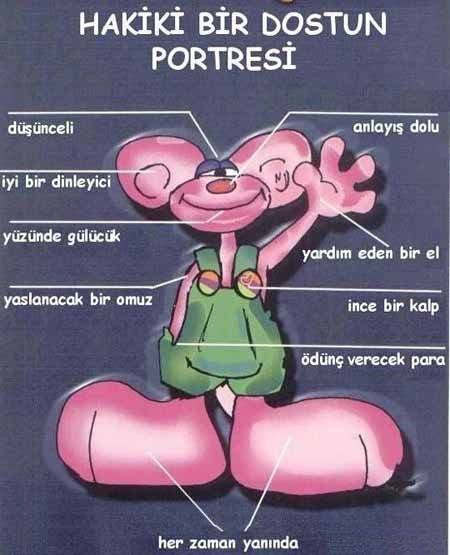 HAKİKİ BİR DOSTUN
PORTRESİ
düşünceli
anlayış dolu
iyi bir dinleyici
yüzünde gülücük
yardım eden bir el
yaslanacak bir omuz
ince bir kalp
ödünç verecek para
her zaman yanında